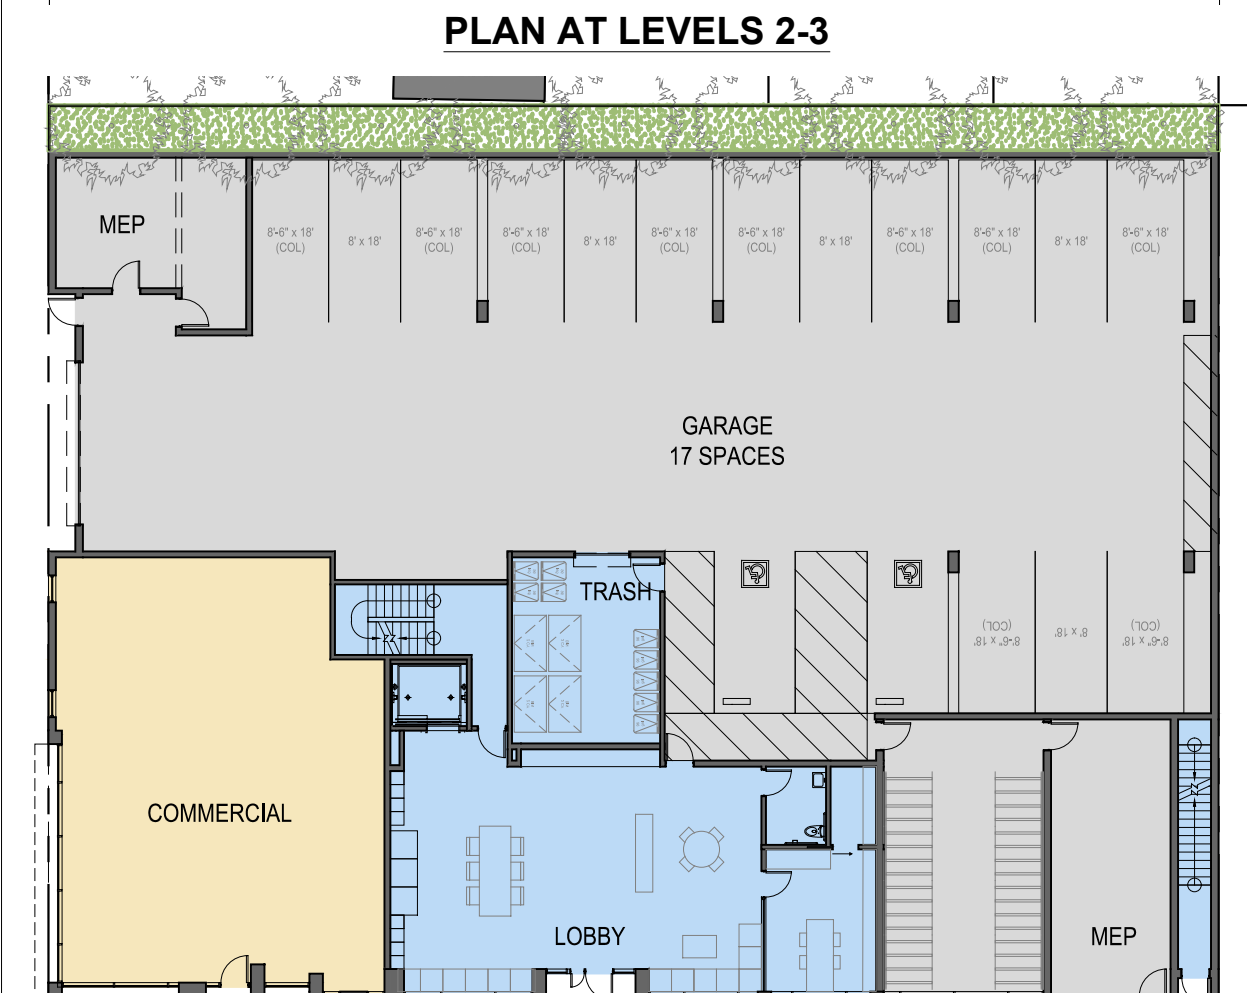 PLAN AT LEVELS 2-3
MEP
8'-6" x 18'
(COL)
8' x 18'
8'-6" x 18'
(COL)
8'-6" x 18'
(COL)
8' x 18'
8'-6" x 18'
(COL)
8'-6" x 18'
(COL)
8' x 18'
8'-6" x 18'
(COL)
8'-6" x 18'
(COL)
8' x 18'
8'-6" x 18'
(COL)
GARAGE
17 SPACES
TRASH
8'-6" x 18'
(COL)
8' x 18'
8'-6" x 18'
(COL)
COMMERCIAL
LOBBY
MEP